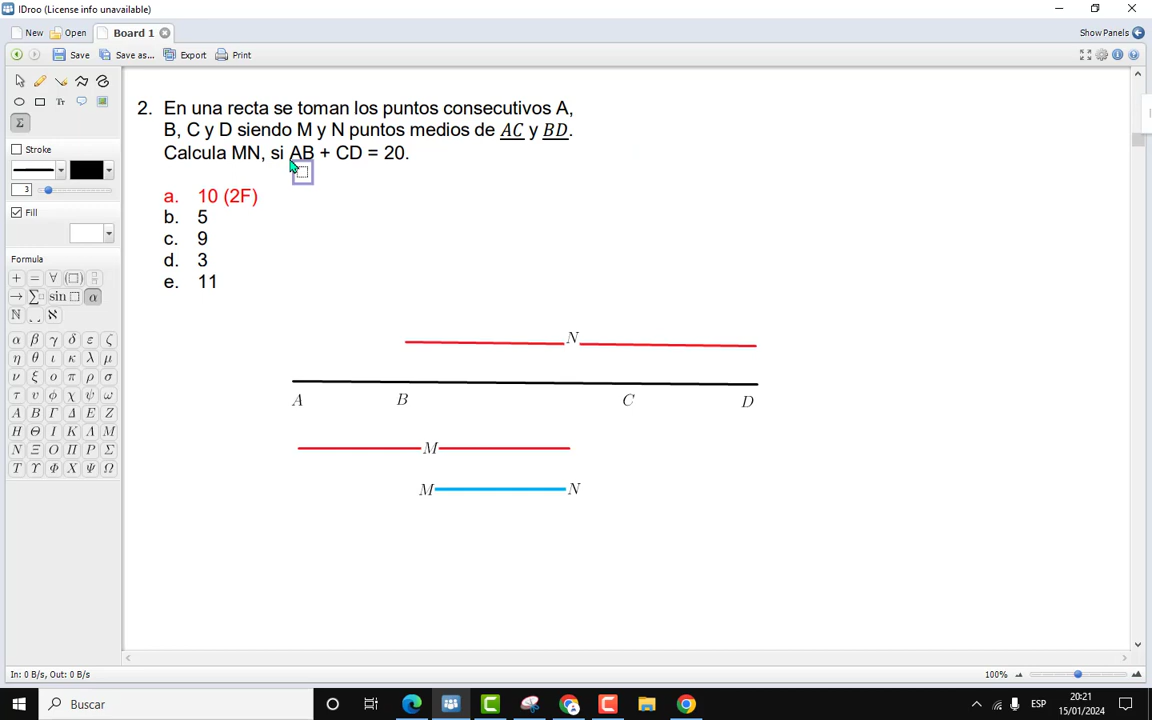 IDroo (License info unavailable)
New Open Board 1 Show Panels
Save Save as... Export Print
Tr
Σ
Stroke
3
Fill
Formula
+ = ∀ (□)
→ Σ sin □ α
ℕ ℵ
α β γ δ ε ζ
η θ ι κ λ μ
ν ξ ο π ρ σ
τ υ ϕ χ ψ ω
Α Β Γ Δ Ε Ζ
Η Θ Ι Κ Λ Μ
Ν Ξ Ο Π Ρ Σ
Τ Υ Φ Χ Ψ Ω
2. En una recta se toman los puntos consecutivos A,
B, C y D siendo M y N puntos medios de AC y BD.
Calcula MN, si AB + CD = 20.
a. 10 (2F)
b. 5
c. 9
d. 3
e. 11
N
A B C D
M
M N
In: 0 B/s, Out: 0 B/s 100%
Buscar
ESP
20:21
15/01/2024